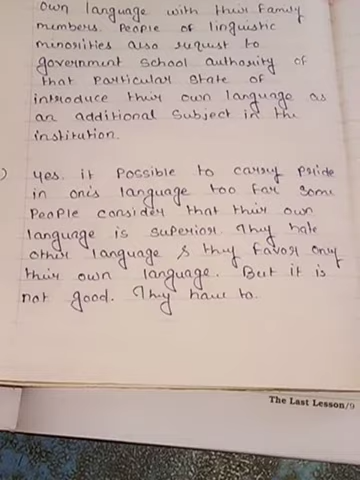 own language with their family
members. People of linguistic
minorities also request to
government school authority of
that particular state of
introduce their own language as
an additional subject in the
institution.
) yes. it possible to carry pride
in one's language too far some
people consider that their own
language is superior. They hate
other language & they favor only
their own language. But it is
not good. They have to
The Last Lesson/9